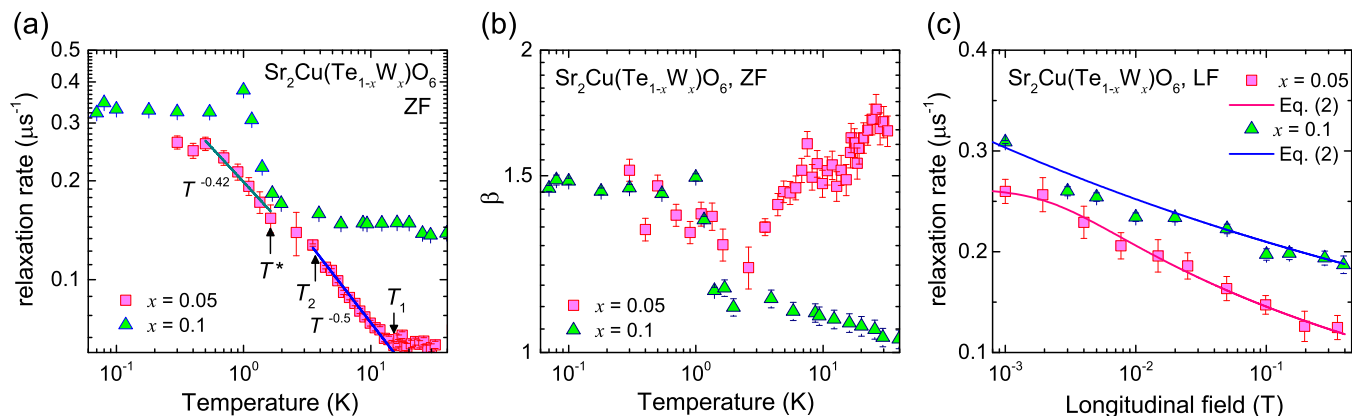 (a)
0.5
0.4
0.3
0.2
0.1
relaxation rate (μs⁻¹)
Sr₂Cu(Te₁₋ₓWₓ)O₆
ZF
T ^-0.42
T*
T₂
T ^-0.5
T₁
x = 0.05
x = 0.1
10⁻¹ 10⁰ 10¹
Temperature (K)
(b)
2
1.5
1
β
Sr₂Cu(Te₁₋ₓWₓ)O₆, ZF
x = 0.05
x = 0.1
10⁻¹ 10⁰ 10¹
Temperature (K)
(c)
0.4
0.3
0.2
0.1
relaxation rate (μs⁻¹)
Sr₂Cu(Te₁₋ₓWₓ)O₆, LF
x = 0.05
Eq. (2)
x = 0.1
Eq. (2)
10⁻³ 10⁻² 10⁻¹
Longitudinal field (T)